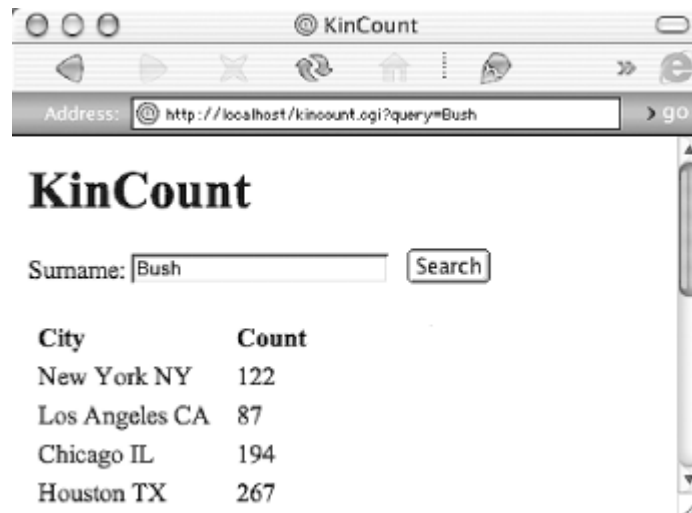 KinCount
Address: http://localhost/kincount.cgi?query=Bush go
KinCount
Surname: Bush Search
City Count
New York NY 122
Los Angeles CA 87
Chicago IL 194
Houston TX 267